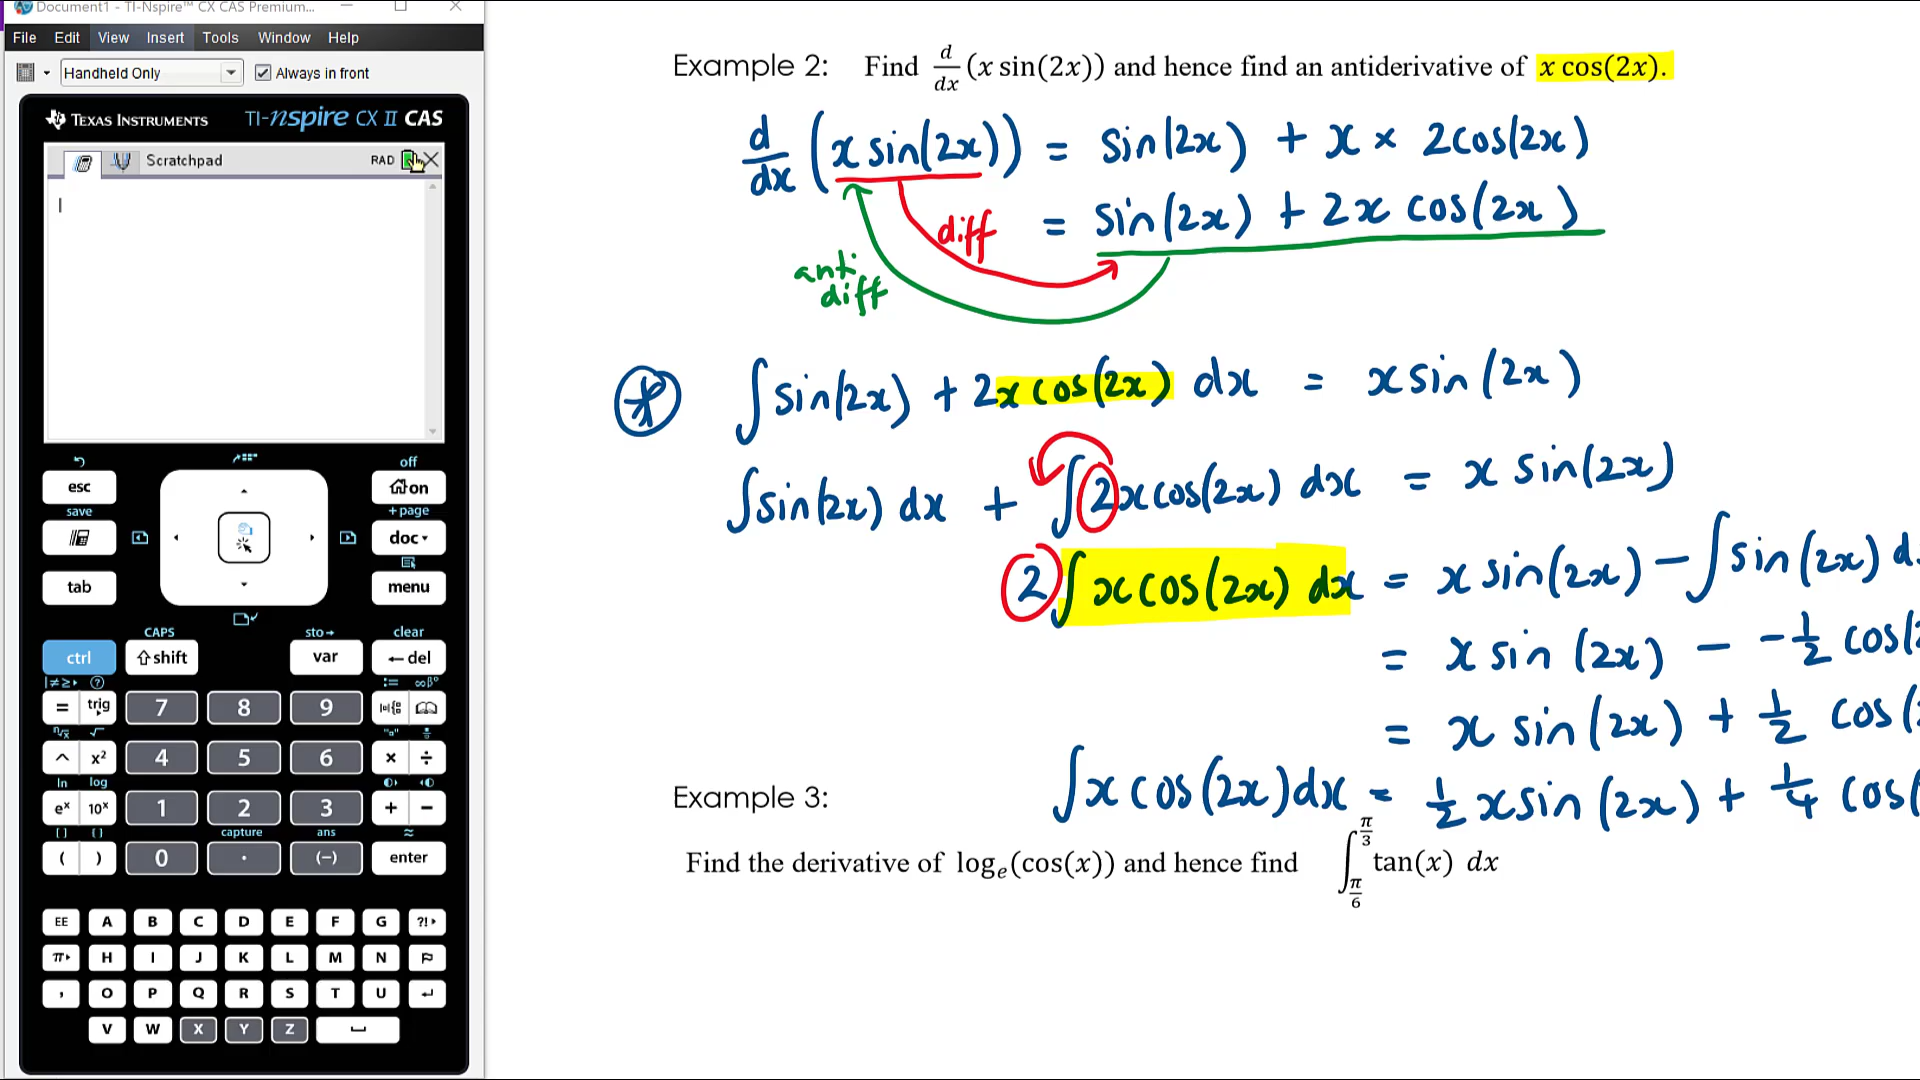 Document1 - TI-Nspire™ CX CAS Premium...
File Edit View Insert Tools Window Help
Handheld Only Always in front
TEXAS INSTRUMENTS TI-nspire CX II CAS
Scratchpad RAD
off
esc on
save + page
doc
tab menu
CAPS sto→ clear
ctrl ⇧shift var ←del
|≠≥▸ ? := ∞β°
= trig 7 8 9
ⁿ√x √ "a"
^ x² 4 5 6 × ÷
ln log
eˣ 10ˣ 1 2 3 + −
[ ] { } capture ans ≈
( ) 0 . (−) enter
EE A B C D E F G ?!▸
π▸ H I J K L M N
, O P Q R S T U ↵
V W X Y Z
Example 2: Find d/dx (x sin(2x)) and hence find an antiderivative of x cos(2x).
d/dx (x sin(2x)) = sin(2x) + x × 2cos(2x)
= sin(2x) + 2x cos(2x)
diff
anti
diff
* ∫ sin(2x) + 2x cos(2x) dx = x sin(2x)
∫ sin(2x) dx + ∫ 2x cos(2x) dx = x sin(2x)
2 ∫ x cos(2x) dx = x sin(2x) − ∫ sin(2x) d
= x sin(2x) − −1/2 cos(
= x sin(2x) + 1/2 cos(
∫ x cos(2x) dx = 1/2 x sin(2x) + 1/4 cos(
Example 3:
Find the derivative of logₑ(cos(x)) and hence find ∫_{π/6}^{π/3} tan(x) dx